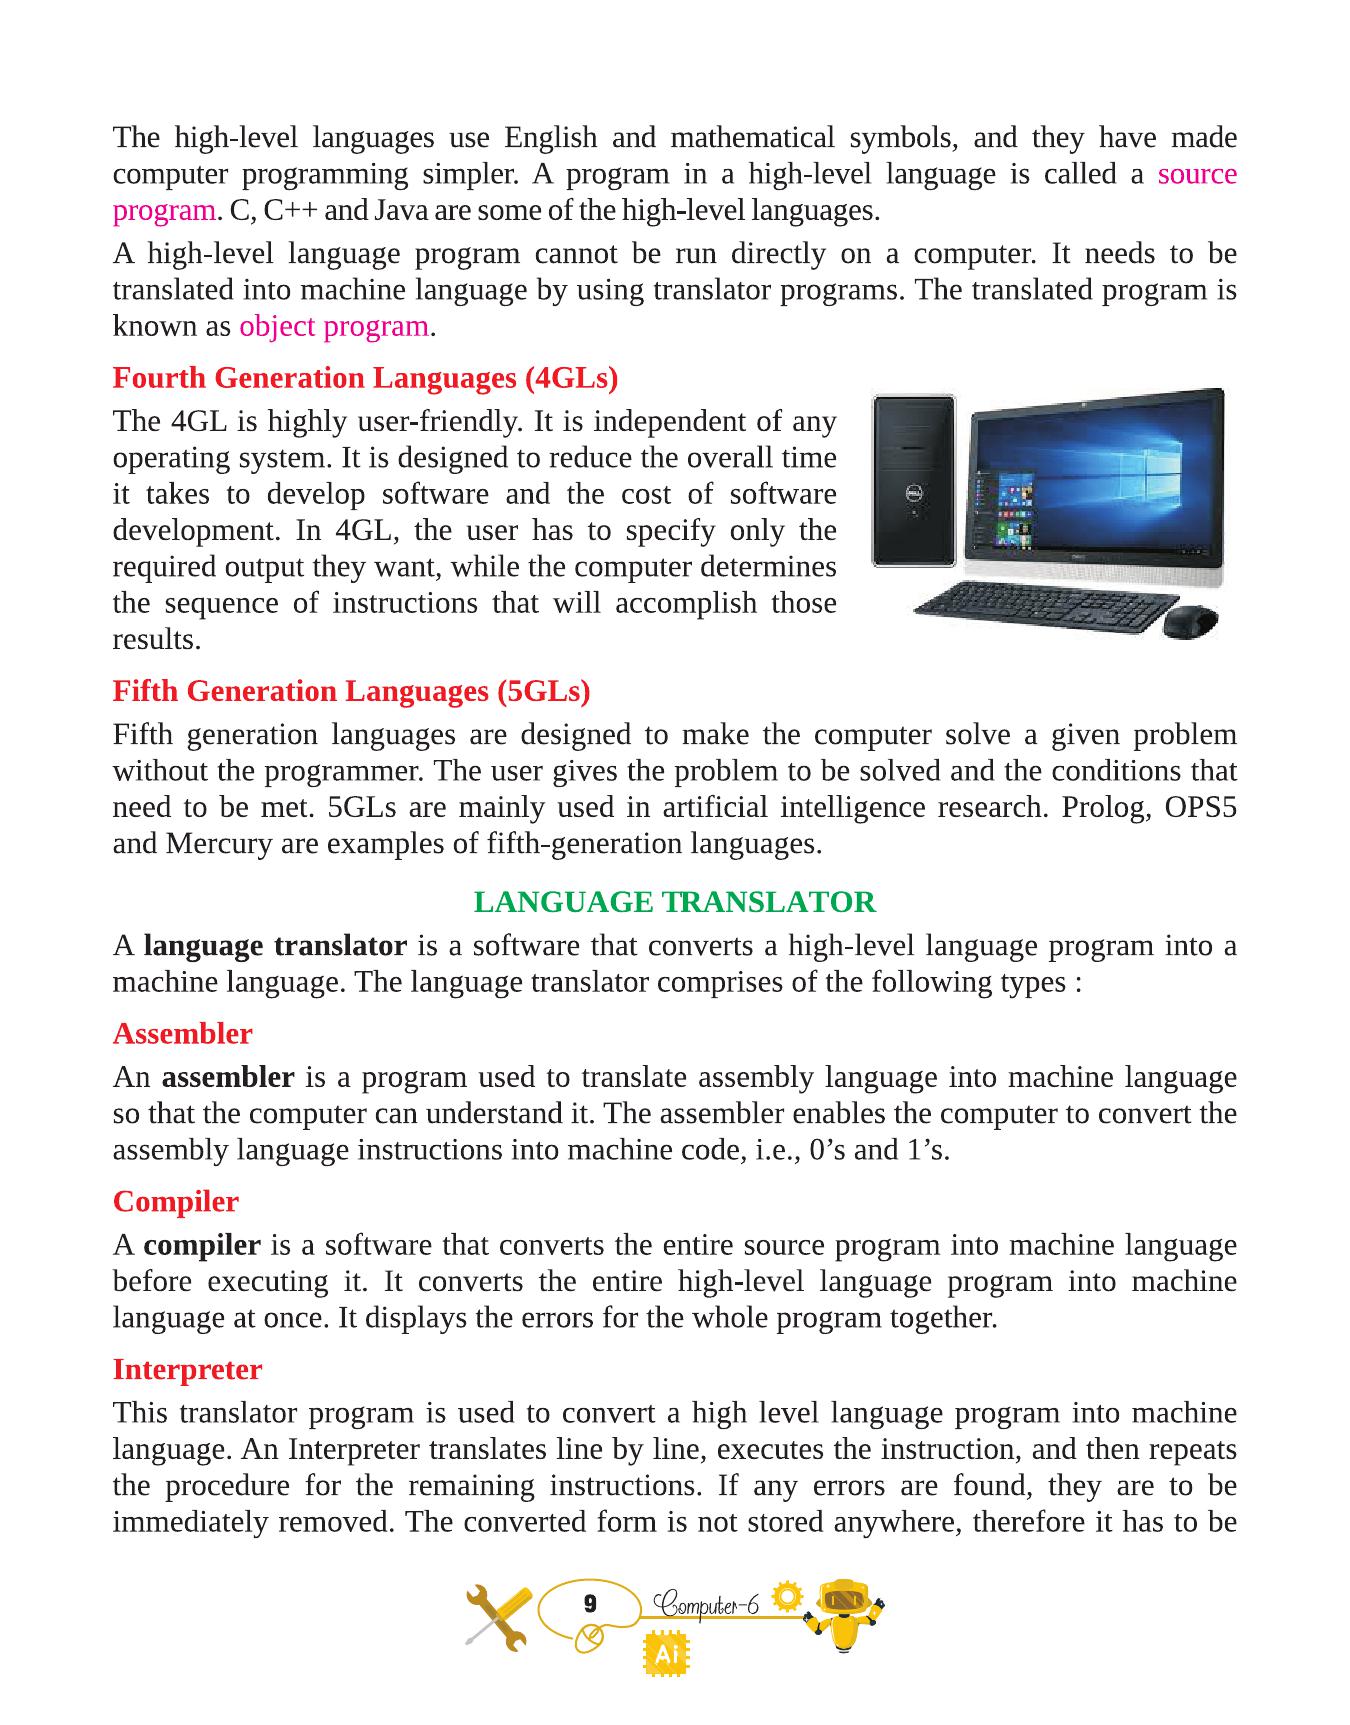 The high-level languages use English and mathematical symbols, and they have made
computer programming simpler. A program in a high-level language is called a source
program. C, C++ and Java are some of the high-level languages.
A high-level language program cannot be run directly on a computer. It needs to be
translated into machine language by using translator programs. The translated program is
known as object program.
Fourth Generation Languages (4GLs)
The 4GL is highly user-friendly. It is independent of any
operating system. It is designed to reduce the overall time
it takes to develop software and the cost of software
development. In 4GL, the user has to specify only the
required output they want, while the computer determines
the sequence of instructions that will accomplish those
results.
DELL
Fifth Generation Languages (5GLs)
Fifth generation languages are designed to make the computer solve a given problem
without the programmer. The user gives the problem to be solved and the conditions that
need to be met. 5GLs are mainly used in artificial intelligence research. Prolog, OPS5
and Mercury are examples of fifth-generation languages.
LANGUAGE TRANSLATOR
A language translator is a software that converts a high-level language program into a
machine language. The language translator comprises of the following types :
Assembler
An assembler is a program used to translate assembly language into machine language
so that the computer can understand it. The assembler enables the computer to convert the
assembly language instructions into machine code, i.e., 0’s and 1’s.
Compiler
A compiler is a software that converts the entire source program into machine language
before executing it. It converts the entire high-level language program into machine
language at once. It displays the errors for the whole program together.
Interpreter
This translator program is used to convert a high level language program into machine
language. An Interpreter translates line by line, executes the instruction, and then repeats
the procedure for the remaining instructions. If any errors are found, they are to be
immediately removed. The converted form is not stored anywhere, therefore it has to be
9 Computer-6
Ai